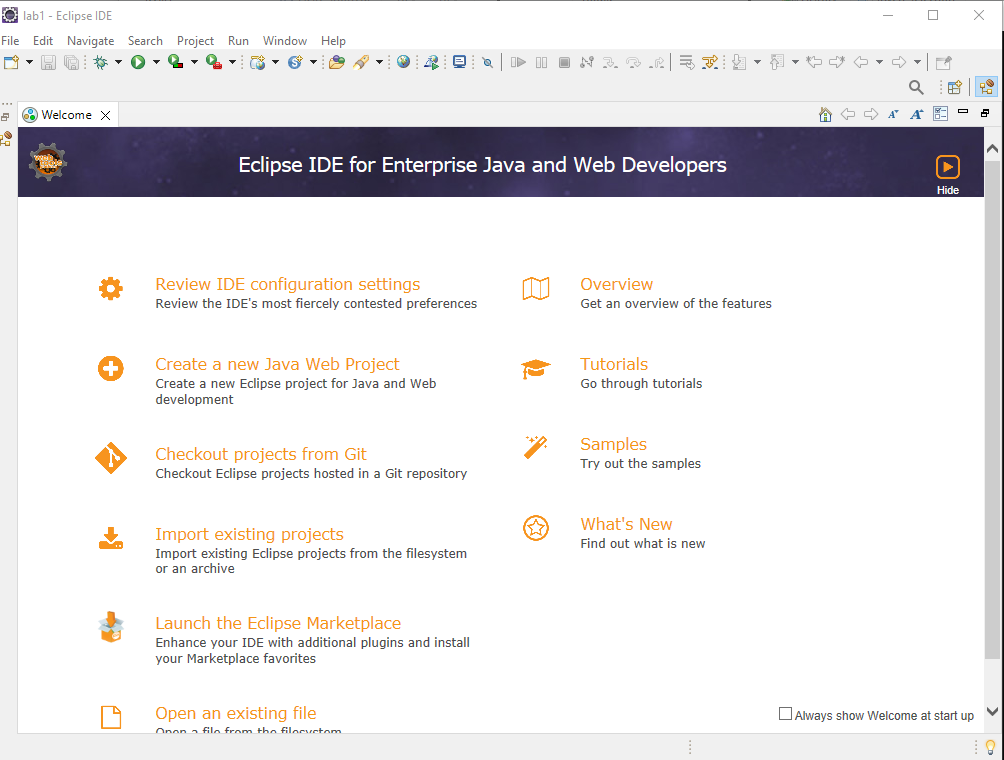 lab1 - Eclipse IDE
File Edit Navigate Search Project Run Window Help
Welcome
Eclipse IDE for Enterprise Java and Web Developers
Hide
Review IDE configuration settings
Review the IDE's most fiercely contested preferences
Create a new Java Web Project
Create a new Eclipse project for Java and Web
development
Checkout projects from Git
Checkout Eclipse projects hosted in a Git repository
Import existing projects
Import existing Eclipse projects from the filesystem
or an archive
Launch the Eclipse Marketplace
Enhance your IDE with additional plugins and install
your Marketplace favorites
Open an existing file
Open a file from the filesystem
Overview
Get an overview of the features
Tutorials
Go through tutorials
Samples
Try out the samples
What's New
Find out what is new
Always show Welcome at start up